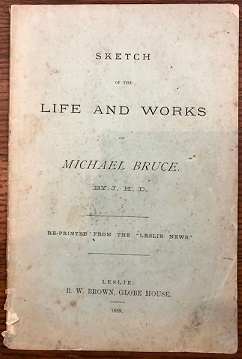 SKETCH
OF THE
LIFE AND WORKS
OF
MICHAEL BRUCE.
BY J. H. D.
RE-PRINTED FROM THE "LESLIE NEWS."
LESLIE:
R. W. BROWN, GLOBE HOUSE.